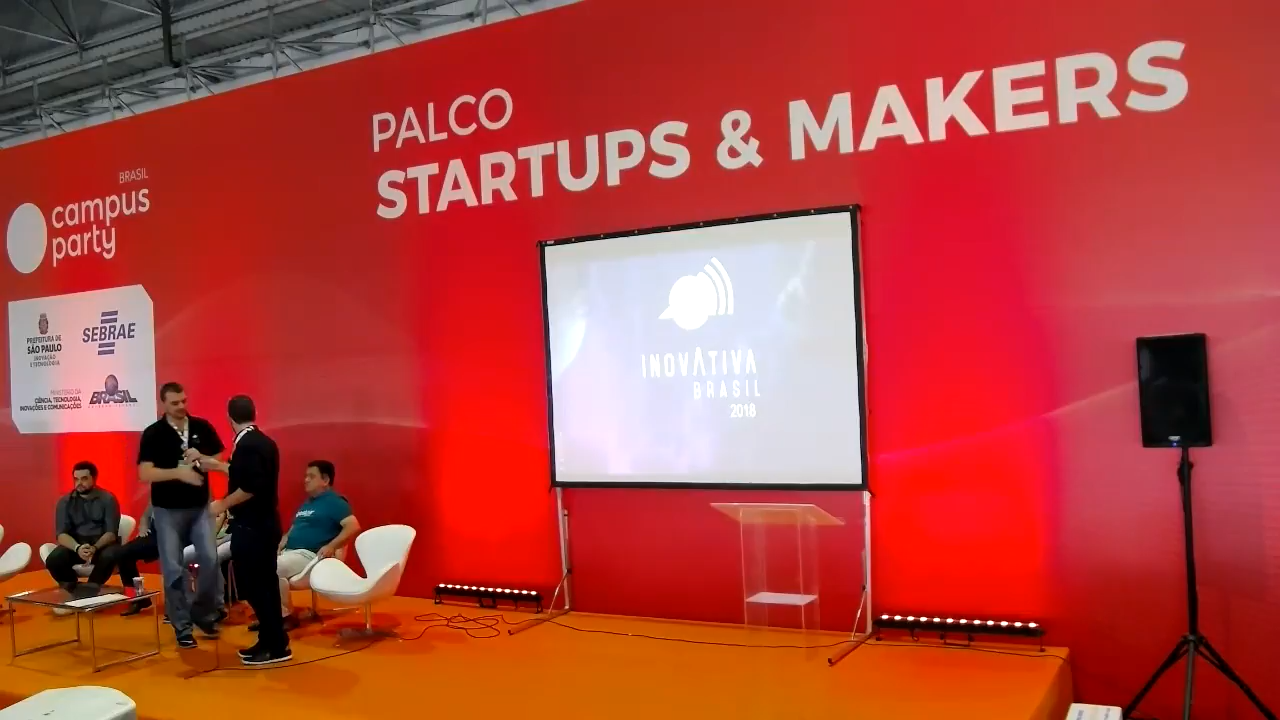 PALCO
STARTUPS & MAKERS
BRASIL
campus
party
PREFEITURA DE
SÃO PAULO
INOVAÇÃO
E TECNOLOGIA
SEBRAE
MINISTÉRIO DA
CIÊNCIA, TECNOLOGIA,
INOVAÇÕES E COMUNICAÇÕES
BRASIL
INOVATIVA
BRASIL
2018